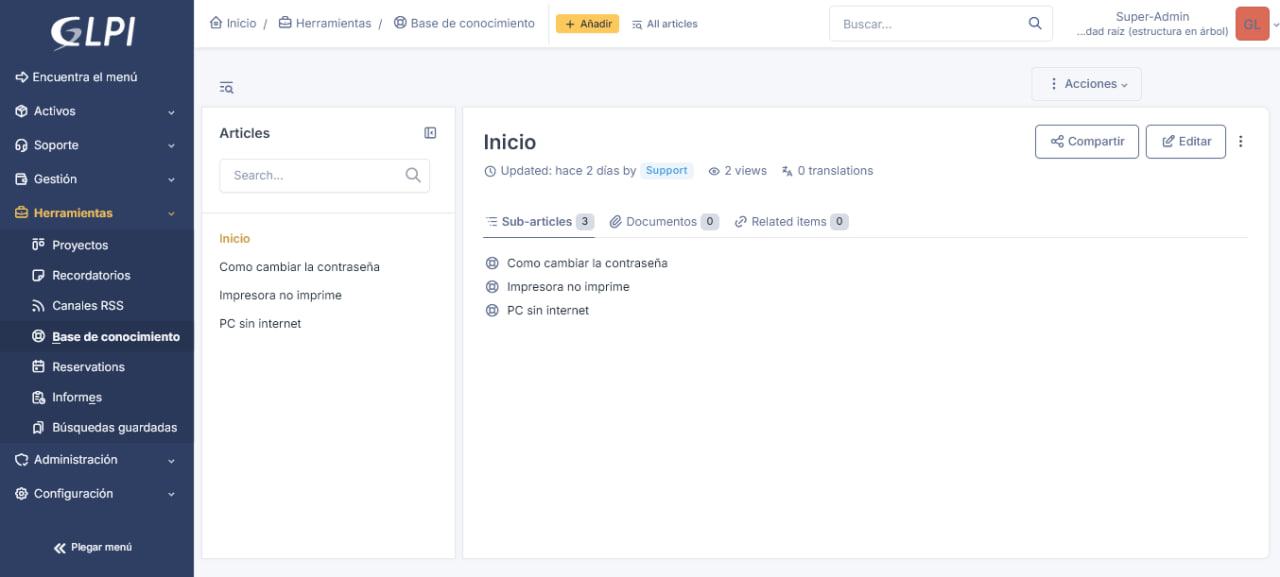 GLPI
Inicio / Herramientas / Base de conocimiento + Añadir All articles Buscar... Super-Admin
...dad raíz (estructura en árbol) GL
Encuentra el menú
Activos
Soporte
Gestión
Herramientas
Proyectos
Recordatorios
Canales RSS
Base de conocimiento
Reservations
Informes
Búsquedas guardadas
Administración
Configuración
Plegar menú
Acciones
Articles
Search...
Inicio
Como cambiar la contraseña
Impresora no imprime
PC sin internet
Inicio
Compartir Editar
Updated: hace 2 días by Support 2 views 0 translations
Sub-articles 3 Documentos 0 Related items 0
Como cambiar la contraseña
Impresora no imprime
PC sin internet